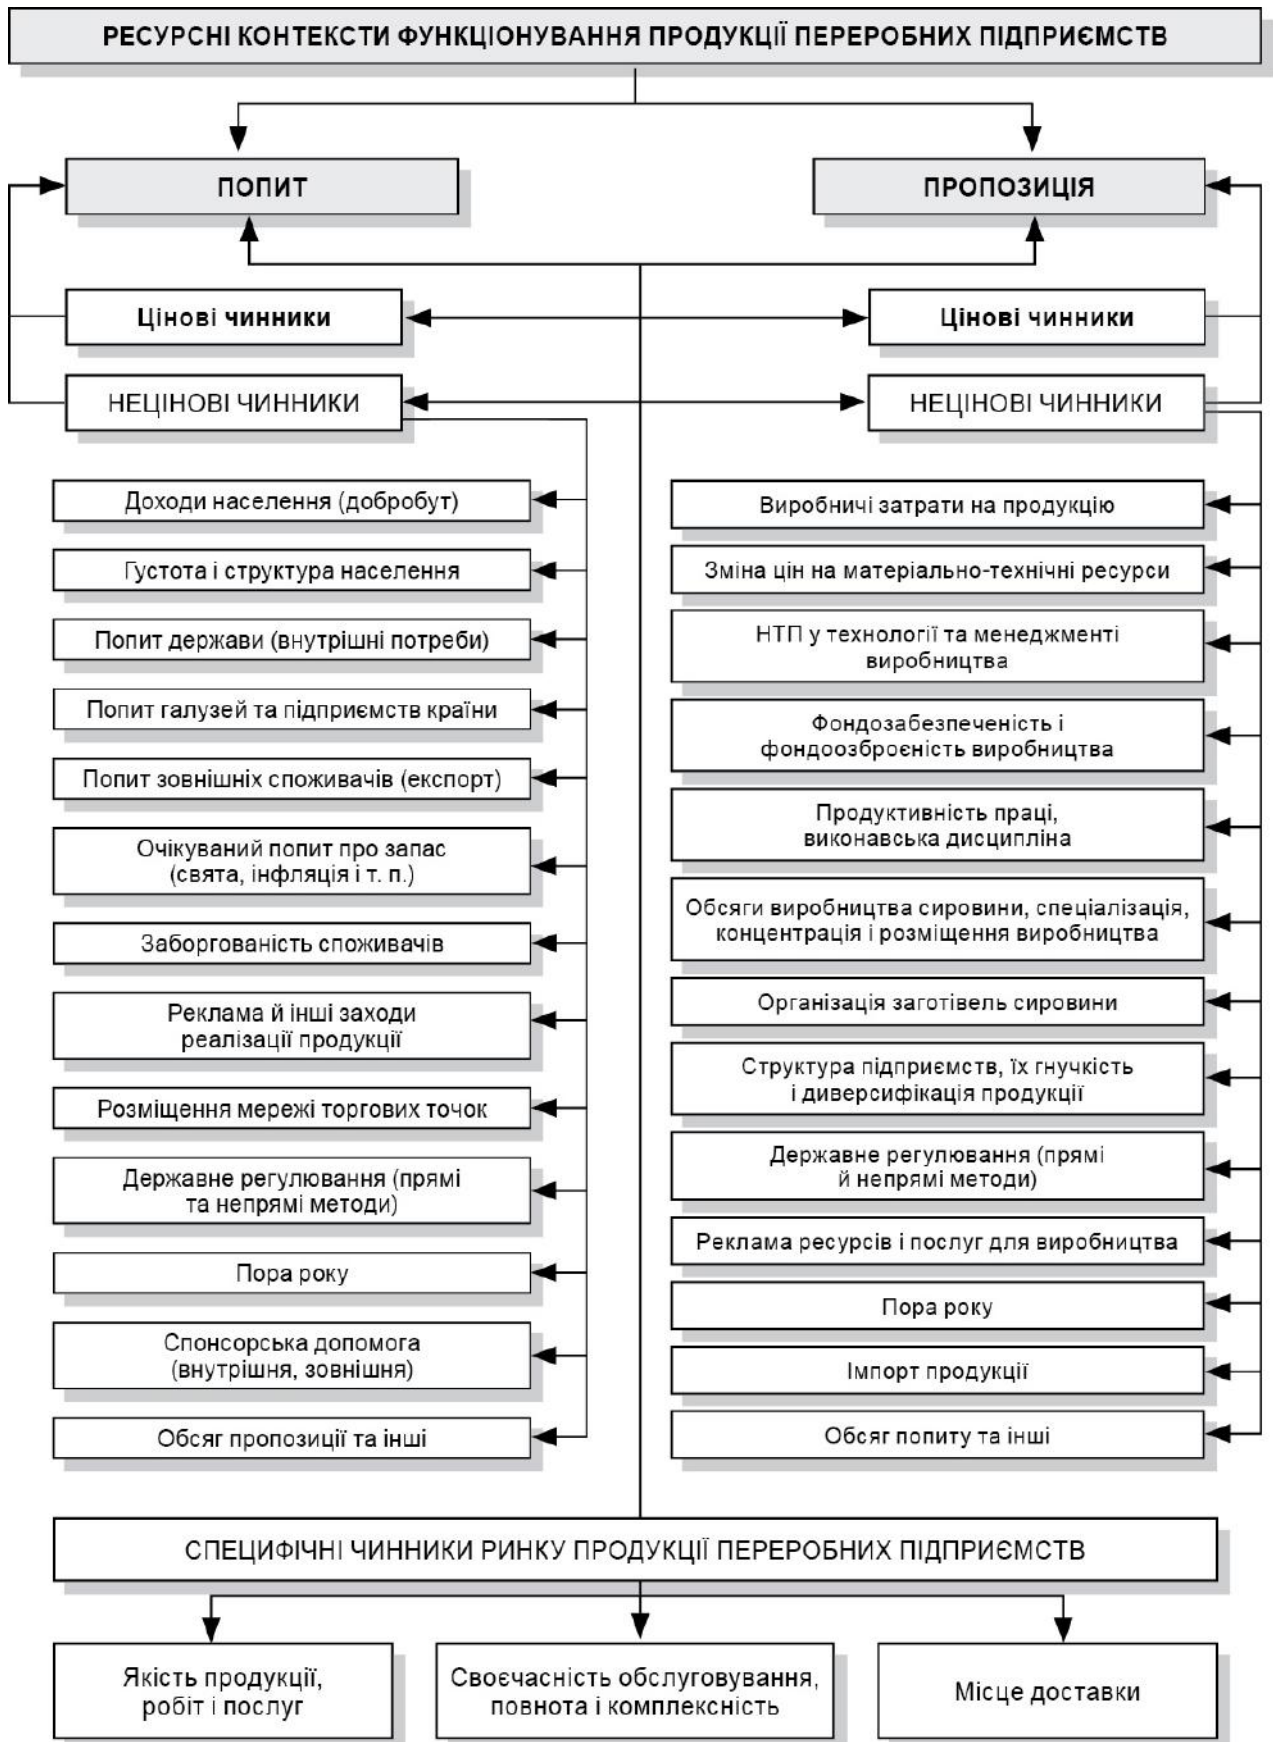 РЕСУРСНІ КОНТЕКСТИ ФУНКЦІОНУВАННЯ ПРОДУКЦІЇ ПЕРЕРОБНИХ ПІДПРИЄМСТВ
ПОПИТ
ПРОПОЗИЦІЯ
Цінові чинники
Цінові чинники
НЕЦІНОВІ ЧИННИКИ
НЕЦІНОВІ ЧИННИКИ
Доходи населення (добробут)
Густота і структура населення
Попит держави (внутрішні потреби)
Попит галузей та підприємств країни
Попит зовнішніх споживачів (експорт)
Очікуваний попит про запас
(свята, інфляція і т. п.)
Заборгованість споживачів
Реклама й інші заходи
реалізації продукції
Розміщення мережі торгових точок
Державне регулювання (прямі
та непрямі методи)
Пора року
Спонсорська допомога
(внутрішня, зовнішня)
Обсяг пропозиції та інші
Виробничі затрати на продукцію
Зміна цін на матеріально-технічні ресурси
НТП у технології та менеджменті
виробництва
Фондозабезпеченість і
фондоозброєність виробництва
Продуктивність праці,
виконавська дисципліна
Обсяги виробництва сировини, спеціалізація,
концентрація і розміщення виробництва
Організація заготівель сировини
Структура підприємств, їх гнучкість
і диверсифікація продукції
Державне регулювання (прямі
й непрямі методи)
Реклама ресурсів і послуг для виробництва
Пора року
Імпорт продукції
Обсяг попиту та інші
СПЕЦИФІЧНІ ЧИННИКИ РИНКУ ПРОДУКЦІЇ ПЕРЕРОБНИХ ПІДПРИЄМСТВ
Якість продукції,
робіт і послуг
Своєчасність обслуговування,
повнота і комплексність
Місце доставки